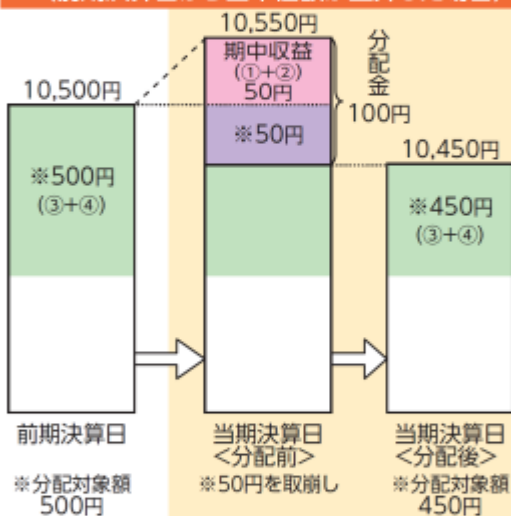 10,550円
期中収益
(①+②)
50円
※50円
分配金
100円
10,500円
※500円
(③+④)
10,450円
※450円
(③+④)
前期決算日
当期決算日
<分配前>
当期決算日
<分配後>
※分配対象額
500円
※50円を取崩し
※分配対象額
450円